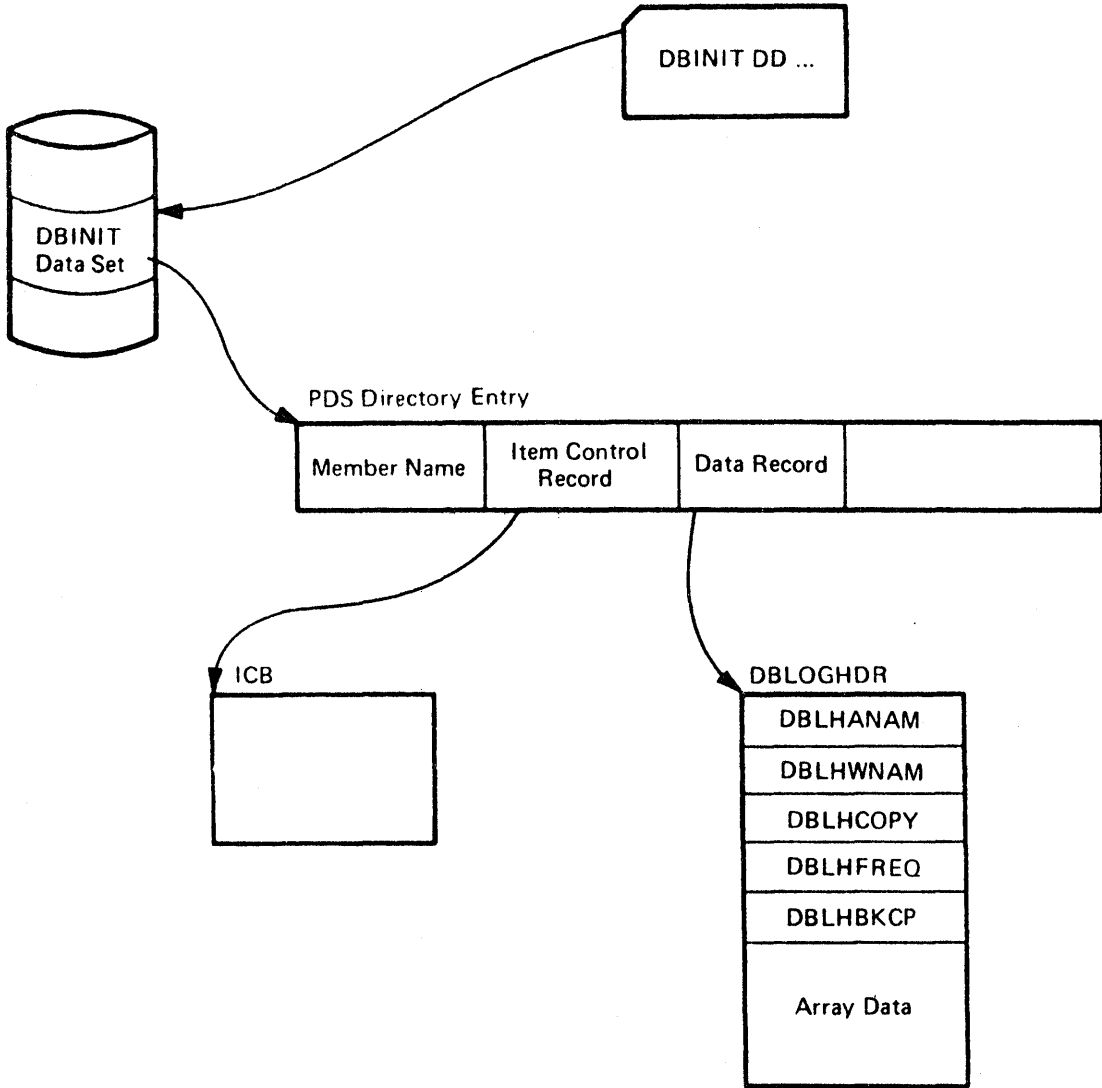 DBINIT DD ...
DBINIT
Data Set
PDS Directory Entry
Member Name
Item Control
Record
Data Record
ICB
DBLOGHDR
DBLHANAM
DBLHWNAM
DBLHCOPY
DBLHFREQ
DBLHBKCP
Array Data